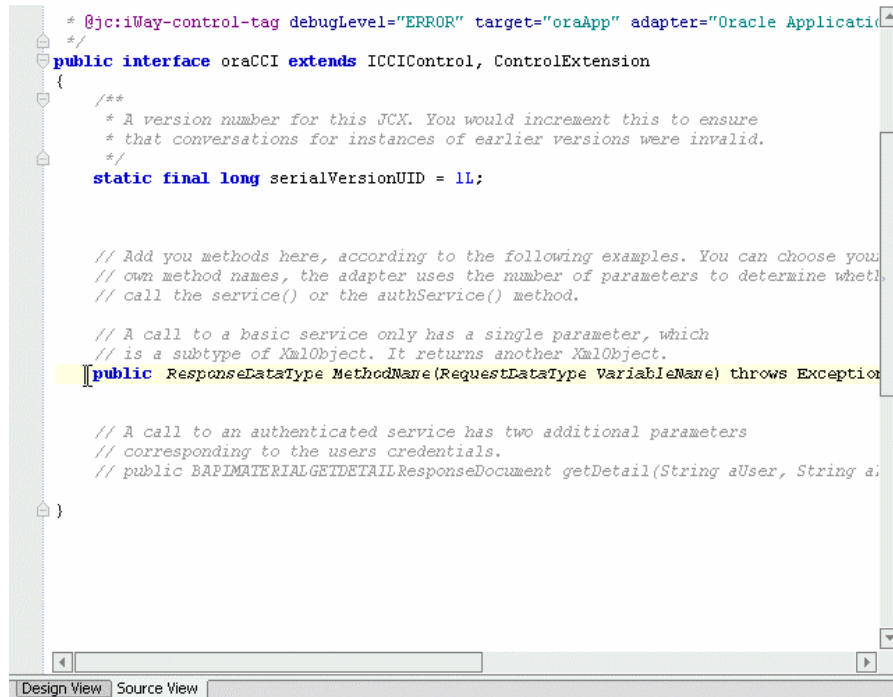 * @jc:iWay-control-tag debugLevel="ERROR" target="oraApp" adapter="Oracle Applicatio
*/
public interface oraCCI extends ICCIControl, ControlExtension
{
/**
* A version number for this JCX. You would increment this to ensure
* that conversations for instances of earlier versions were invalid.
*/
static final long serialVersionUID = 1L;
// Add you methods here, according to the following examples. You can choose you
// own method names, the adapter uses the number of parameters to determine wheth
// call the service() or the authService() method.
// A call to a basic service only has a single parameter, which
// is a subtype of XmlObject. It returns another XmlObject.
public ResponseDataType MethodName(RequestDataType VariableName) throws Exception
// A call to an authenticated service has two additional parameters
// corresponding to the users credentials.
// public BAPIMATERIALGETDETAILResponseDocument getDetail(String aUser, String a
}
Design View Source View